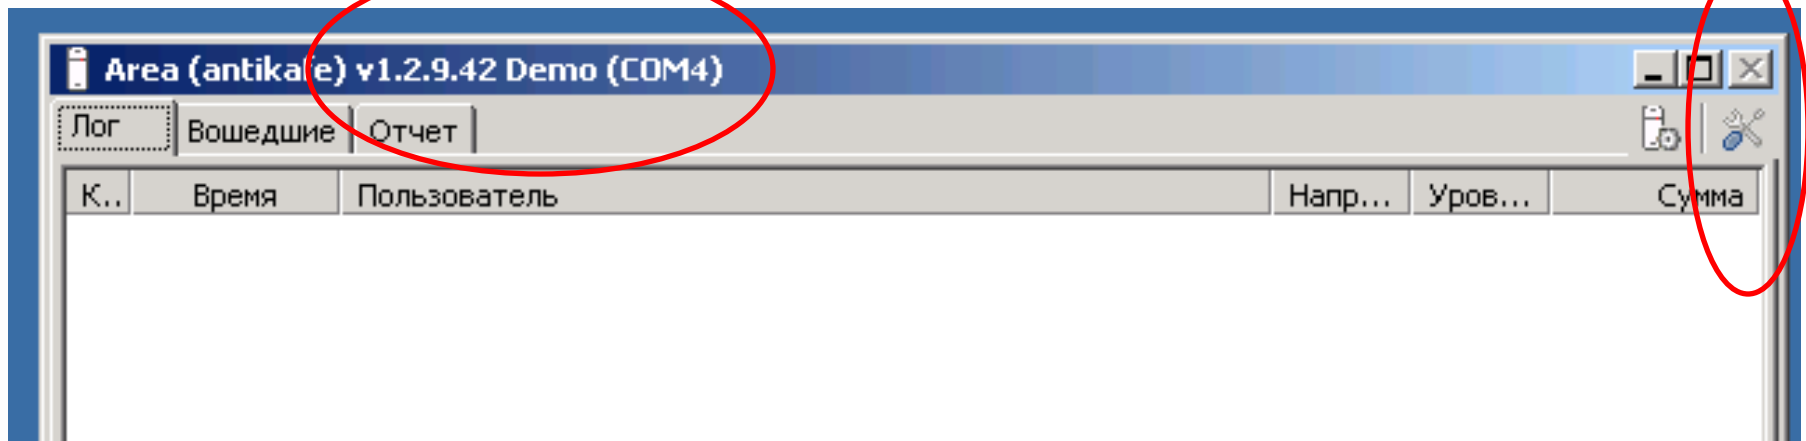 Area (antikafe) v1.2.9.42 Demo (COM4)
Лог Вошедшие Отчет
К.. Время Пользователь Напр... Уров... Сумма